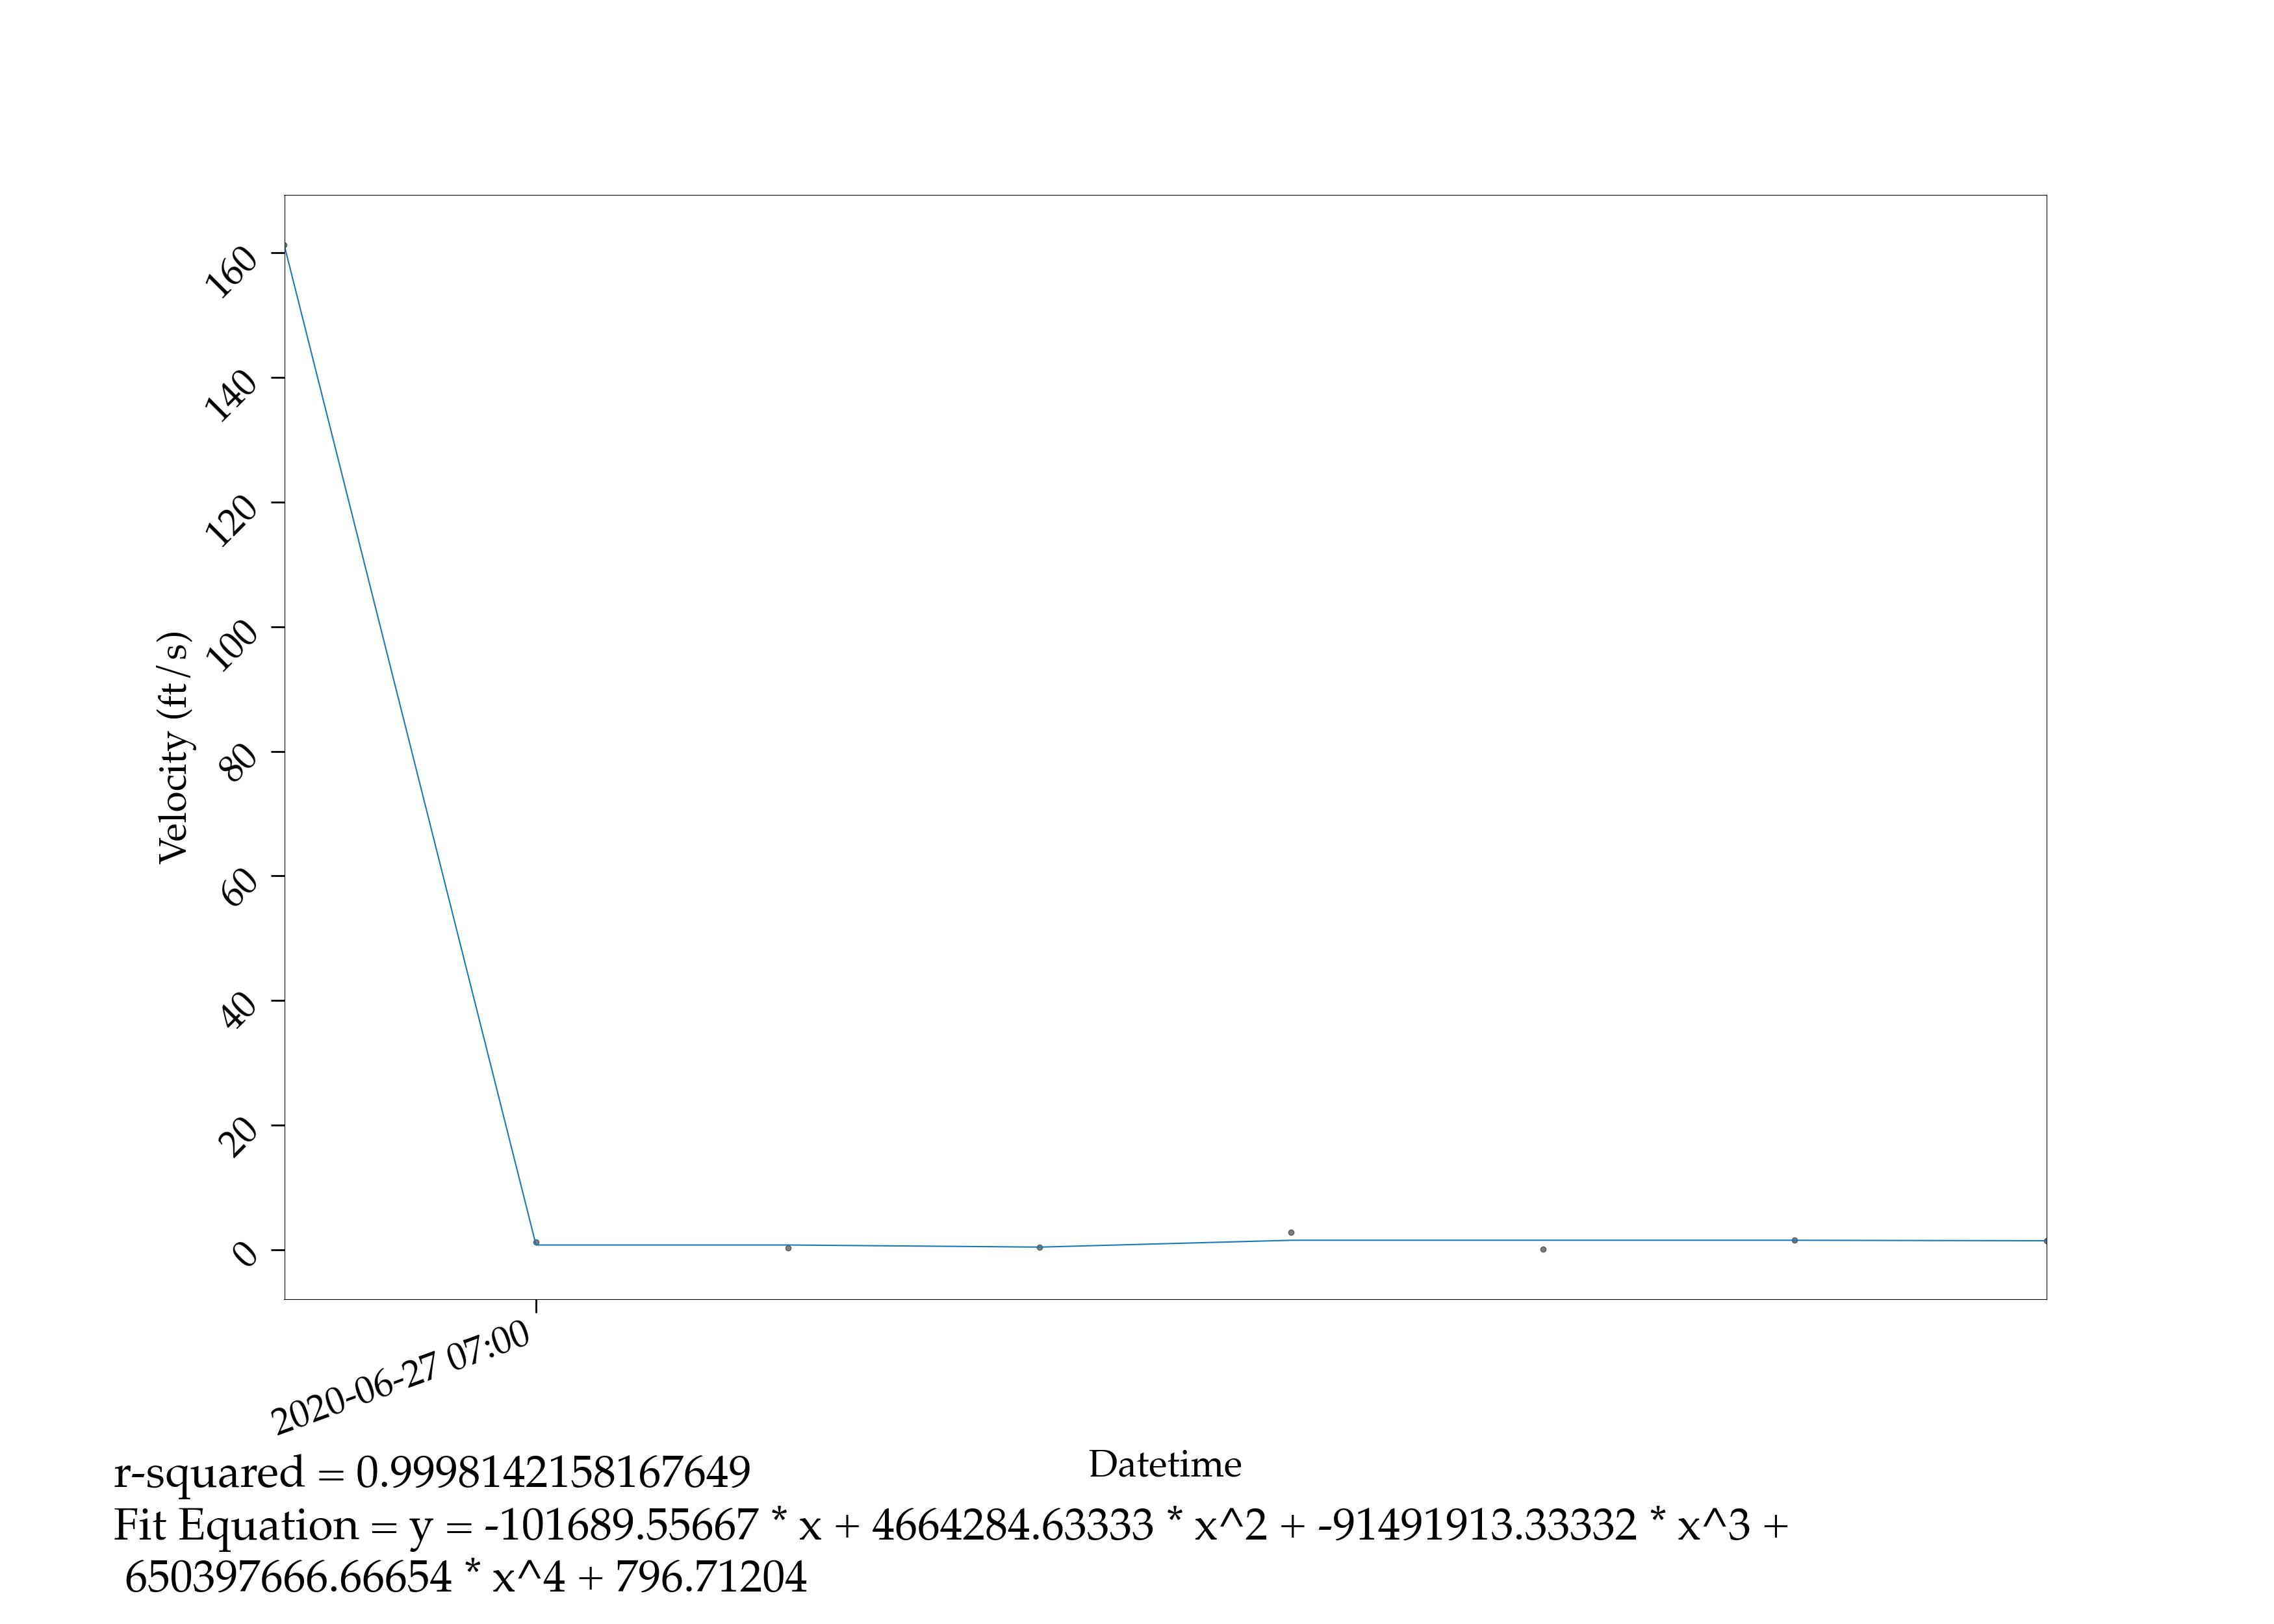 160
140
120
100
80
60
40
20
0
Velocity (ft/s)
2020-06-27 07:00
Datetime
r-squared = 0.9998142158167649
Fit Equation = y = -101689.55667 * x + 4664284.63333 * x^2 + -91491913.33332 * x^3 +
650397666.66654 * x^4 + 796.71204